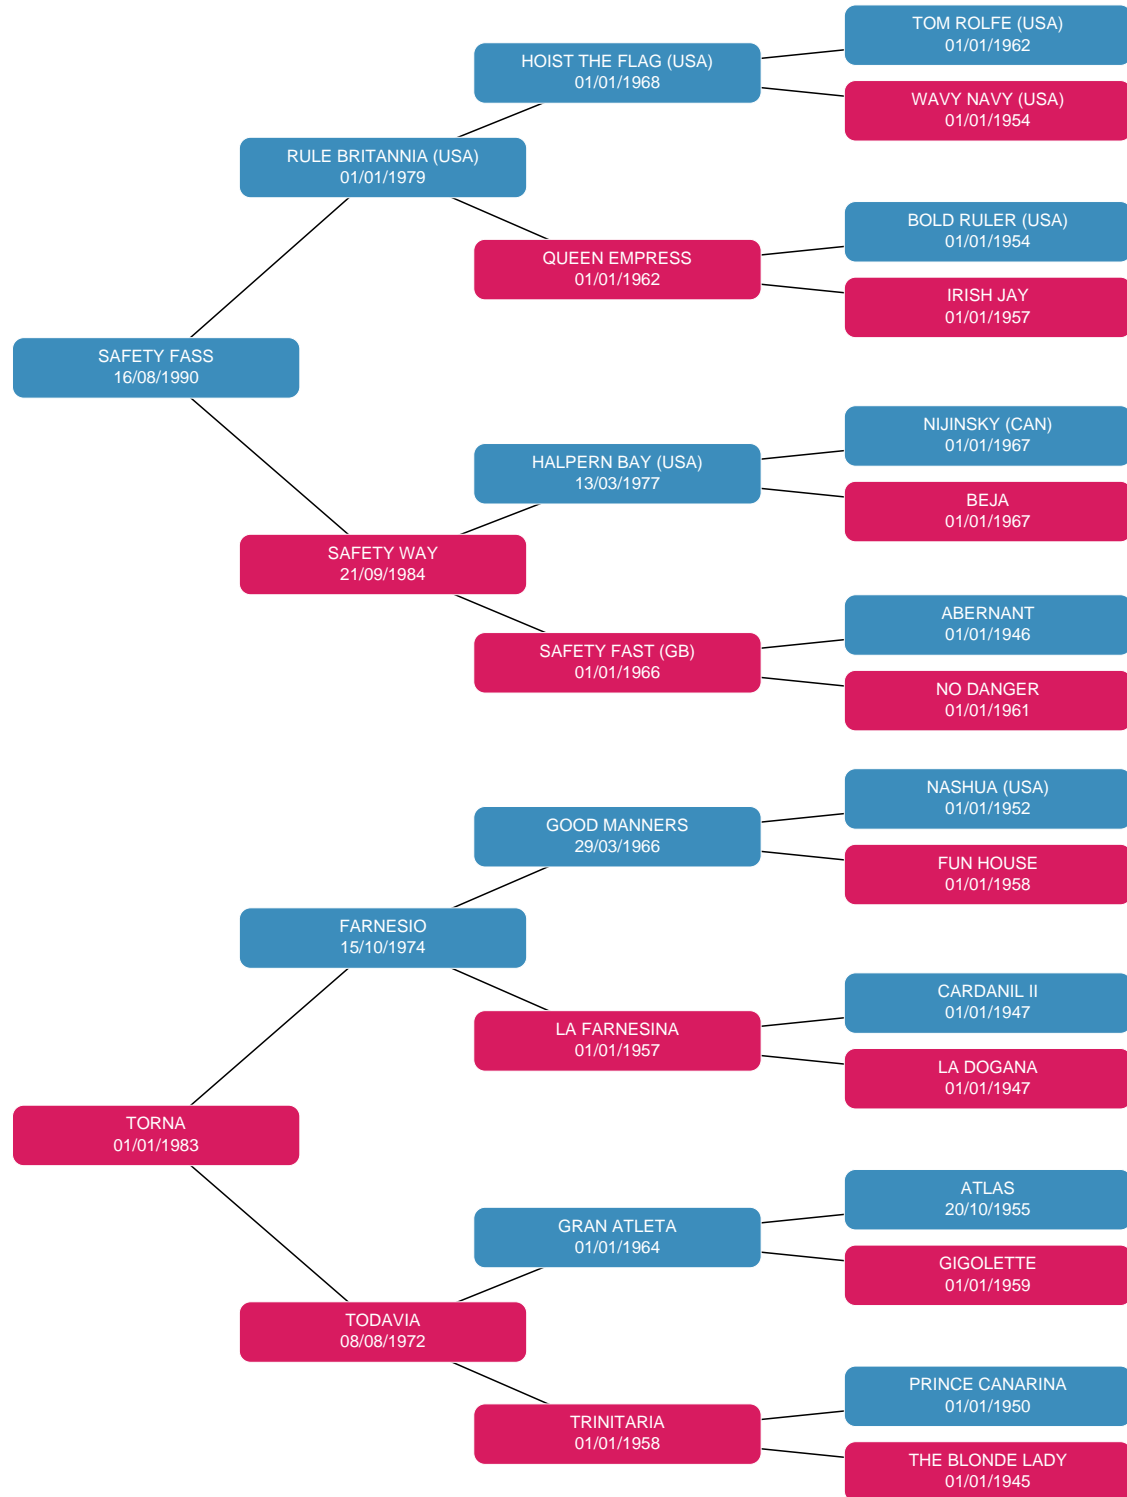 TOM ROLFE (USA)
01/01/1962
HOIST THE FLAG (USA)
01/01/1968
WAVY NAVY (USA)
01/01/1954
RULE BRITANNIA (USA)
01/01/1979
BOLD RULER (USA)
01/01/1954
QUEEN EMPRESS
01/01/1962
IRISH JAY
01/01/1957
SAFETY FASS
16/08/1990
NIJINSKY (CAN)
01/01/1967
HALPERN BAY (USA)
13/03/1977
BEJA
01/01/1967
SAFETY WAY
21/09/1984
ABERNANT
01/01/1946
SAFETY FAST (GB)
01/01/1966
NO DANGER
01/01/1961
NASHUA (USA)
01/01/1952
GOOD MANNERS
29/03/1966
FUN HOUSE
01/01/1958
FARNESIO
15/10/1974
CARDANIL II
01/01/1947
LA FARNESINA
01/01/1957
LA DOGANA
01/01/1947
TORNA
01/01/1983
ATLAS
20/10/1955
GRAN ATLETA
01/01/1964
GIGOLETTE
01/01/1959
TODAVIA
08/08/1972
PRINCE CANARINA
01/01/1950
TRINITARIA
01/01/1958
THE BLONDE LADY
01/01/1945